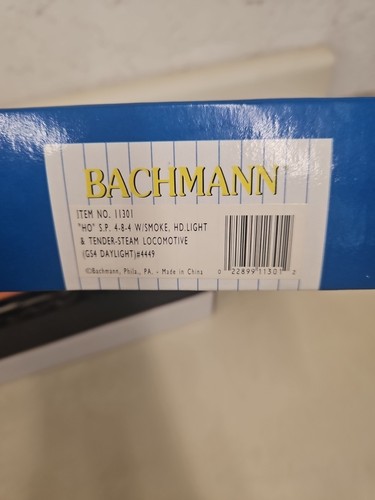 BACHMANN
ITEM NO. 11301
"HO" S.P. 4-8-4 W/SMOKE, HD.LIGHT
& TENDER-STEAM LOCOMOTIVE
(GS4 DAYLIGHT)#4449
©Bachmann, Phila., PA. - Made in China
0 22899 11301 2